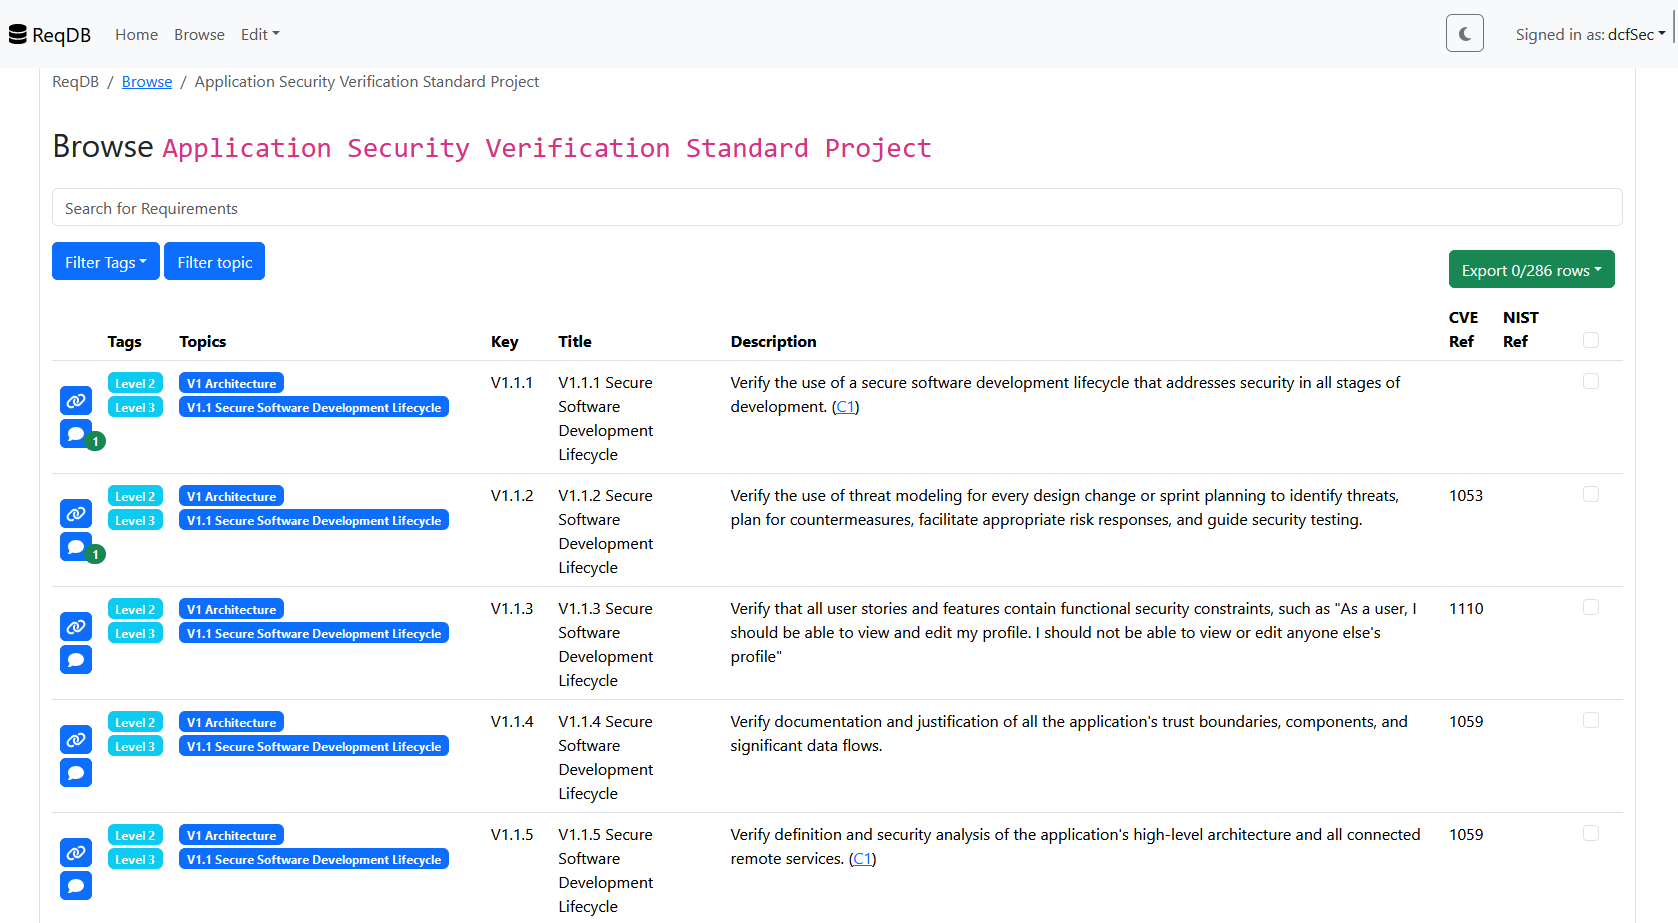 ReqDB Home Browse Edit Signed in as: dcfSec
ReqDB / Browse / Application Security Verification Standard Project
Browse Application Security Verification Standard Project
Search for Requirements
Filter Tags Filter topic
Export 0/286 rows
Tags Topics Key Title Description CVE Ref NIST Ref
Level 2 V1 Architecture V1.1.1 V1.1.1 Secure Verify the use of a secure software development lifecycle that addresses security in all stages of
Level 3 V1.1 Secure Software Development Lifecycle Software development. (C1)
Development
1
Lifecycle
Level 2 V1 Architecture V1.1.2 V1.1.2 Secure Verify the use of threat modeling for every design change or sprint planning to identify threats, 1053
Level 3 V1.1 Secure Software Development Lifecycle Software plan for countermeasures, facilitate appropriate risk responses, and guide security testing.
Development
1
Lifecycle
Level 2 V1 Architecture V1.1.3 V1.1.3 Secure Verify that all user stories and features contain functional security constraints, such as "As a user, I 1110
Level 3 V1.1 Secure Software Development Lifecycle Software should be able to view and edit my profile. I should not be able to view or edit anyone else's
Development profile"
Lifecycle
Level 2 V1 Architecture V1.1.4 V1.1.4 Secure Verify documentation and justification of all the application's trust boundaries, components, and 1059
Level 3 V1.1 Secure Software Development Lifecycle Software significant data flows.
Development
Lifecycle
Level 2 V1 Architecture V1.1.5 V1.1.5 Secure Verify definition and security analysis of the application's high-level architecture and all connected 1059
Level 3 V1.1 Secure Software Development Lifecycle Software remote services. (C1)
Development
Lifecycle